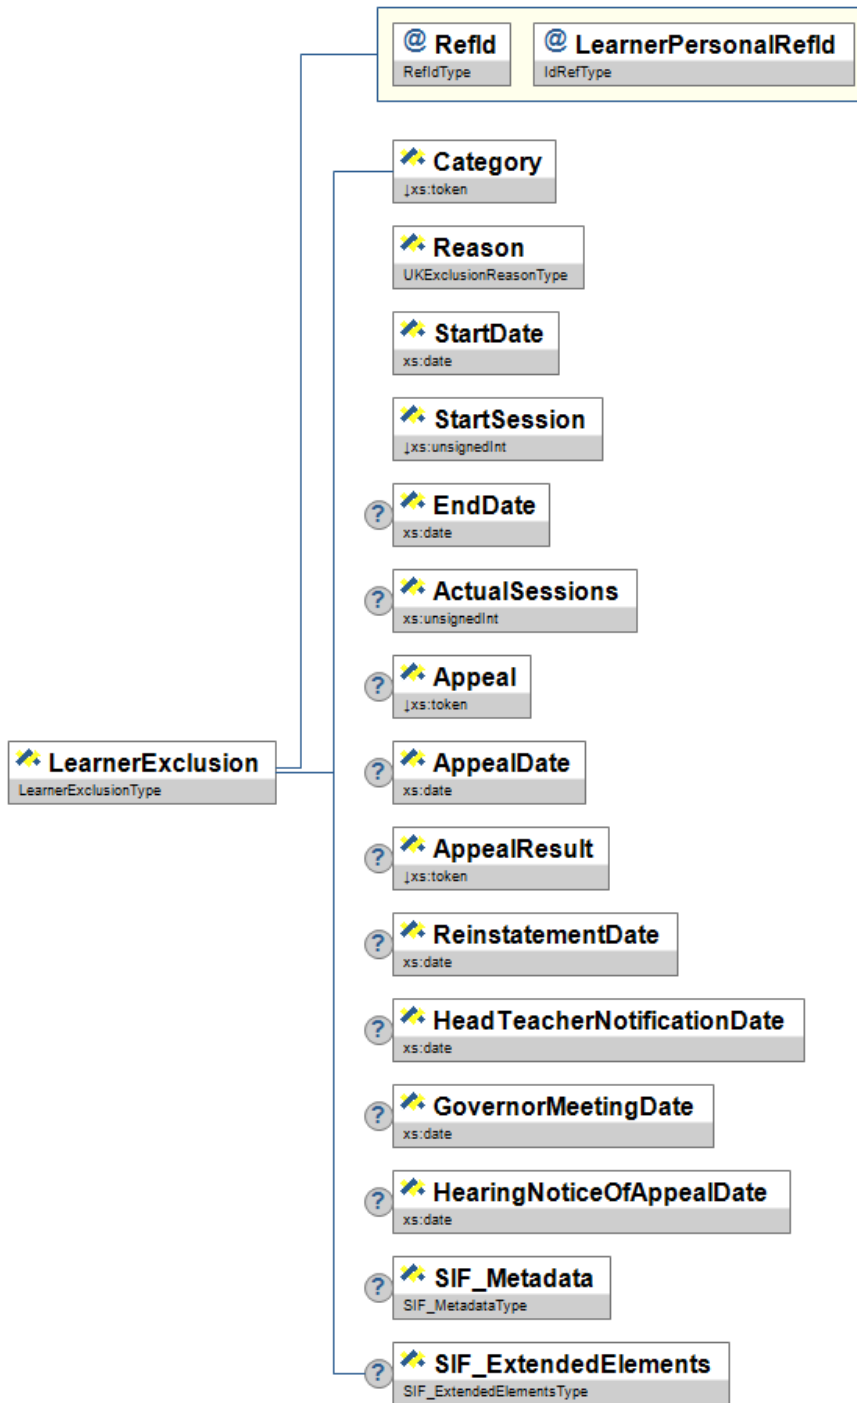 @ RefId
RefIdType
@ LearnerPersonalRefId
IdRefType
Category
↓xs:token
Reason
UKExclusionReasonType
StartDate
xs:date
StartSession
↓xs:unsignedInt
? EndDate
xs:date
? ActualSessions
xs:unsignedInt
? Appeal
↓xs:token
LearnerExclusion
LearnerExclusionType
? AppealDate
xs:date
? AppealResult
↓xs:token
? ReinstatementDate
xs:date
? HeadTeacherNotificationDate
xs:date
? GovernorMeetingDate
xs:date
? HearingNoticeOfAppealDate
xs:date
? SIF_Metadata
SIF_MetadataType
? SIF_ExtendedElements
SIF_ExtendedElementsType